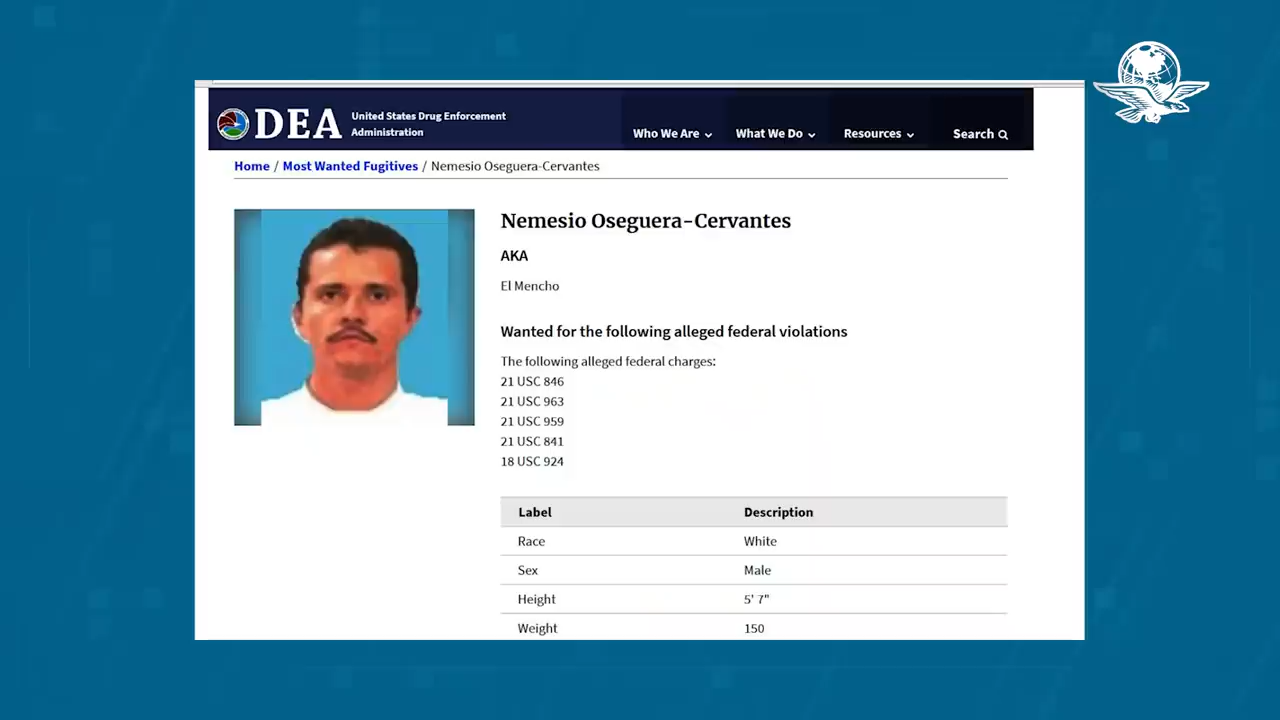 DEA
United States Drug Enforcement
Administration
Who We Are
What We Do
Resources
Search
Home / Most Wanted Fugitives / Nemesio Oseguera-Cervantes
Nemesio Oseguera-Cervantes
AKA
El Mencho
Wanted for the following alleged federal violations
The following alleged federal charges:
21 USC 846
21 USC 963
21 USC 959
21 USC 841
18 USC 924
Label Description
Race White
Sex Male
Height 5' 7"
Weight 150